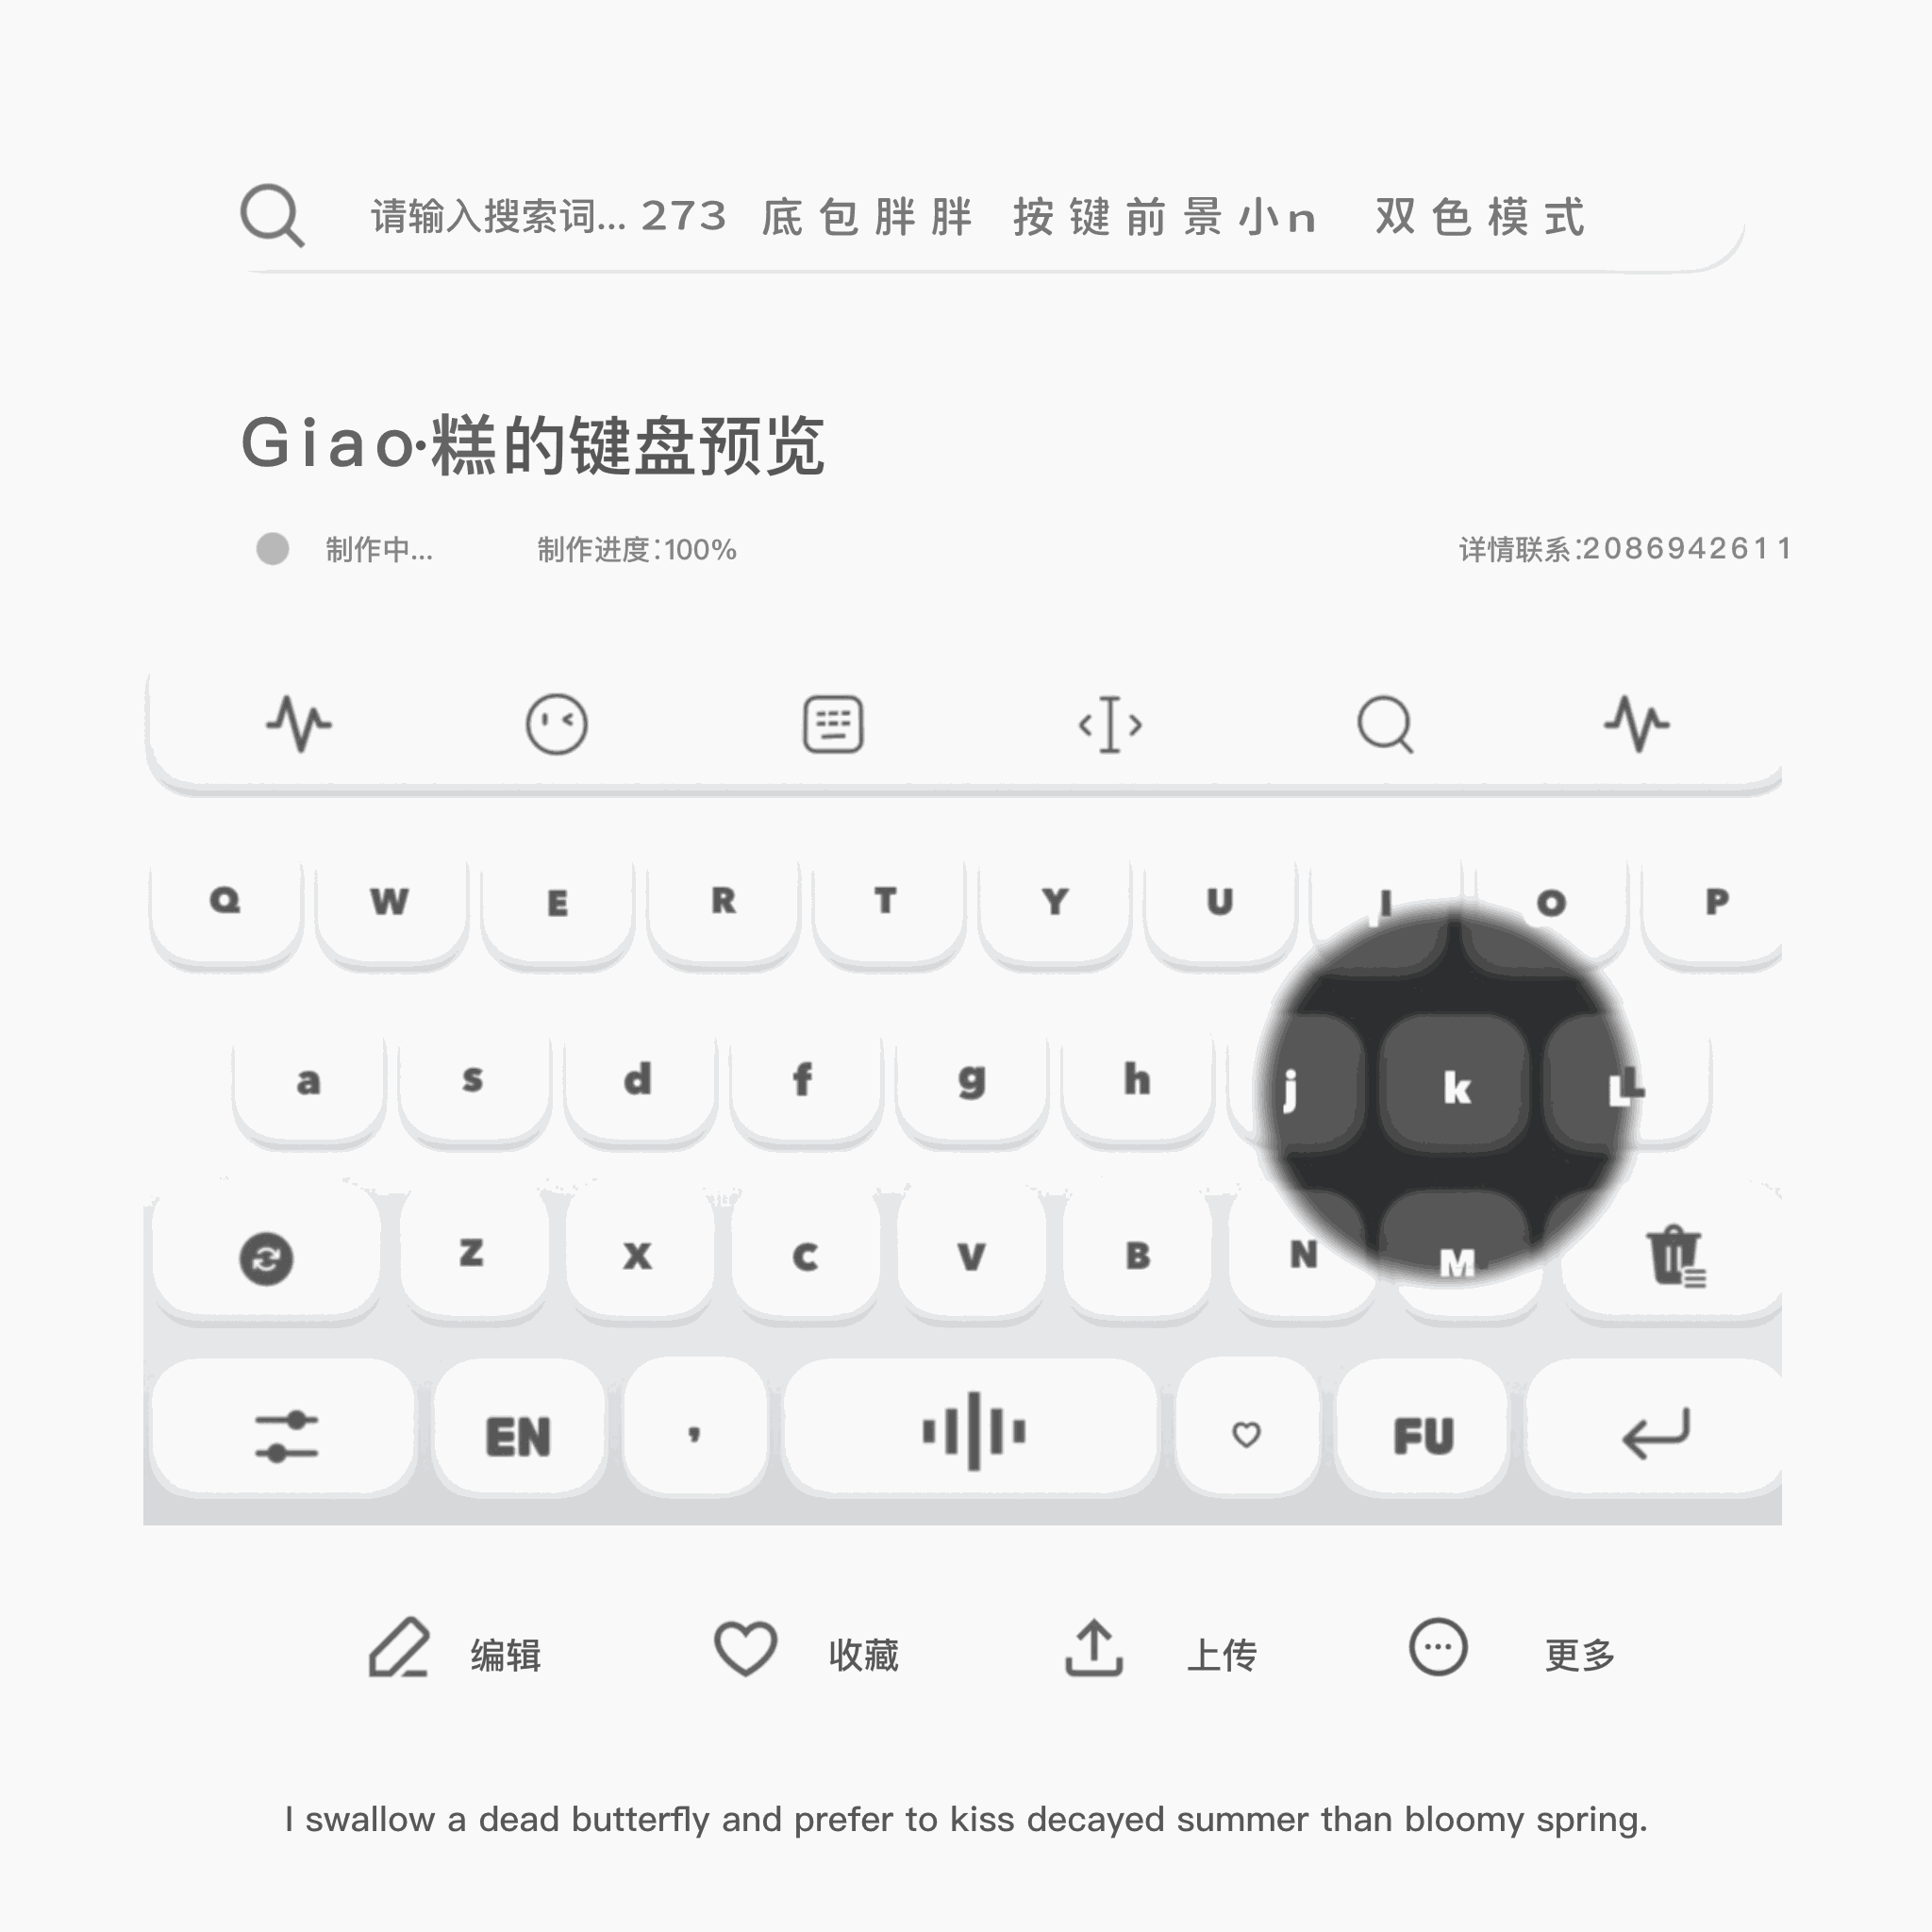 请输入搜索词... 273 底包胖胖 按键前景小n 双色模式
Giao·糕的键盘预览
制作中... 制作进度:100% 详情联系:2086942611
Q W E R T Y U I O P
a s d f g h j k L L
Z X C V B N M
EN , FU
编辑 收藏 上传 更多
I swallow a dead butterfly and prefer to kiss decayed summer than bloomy spring.